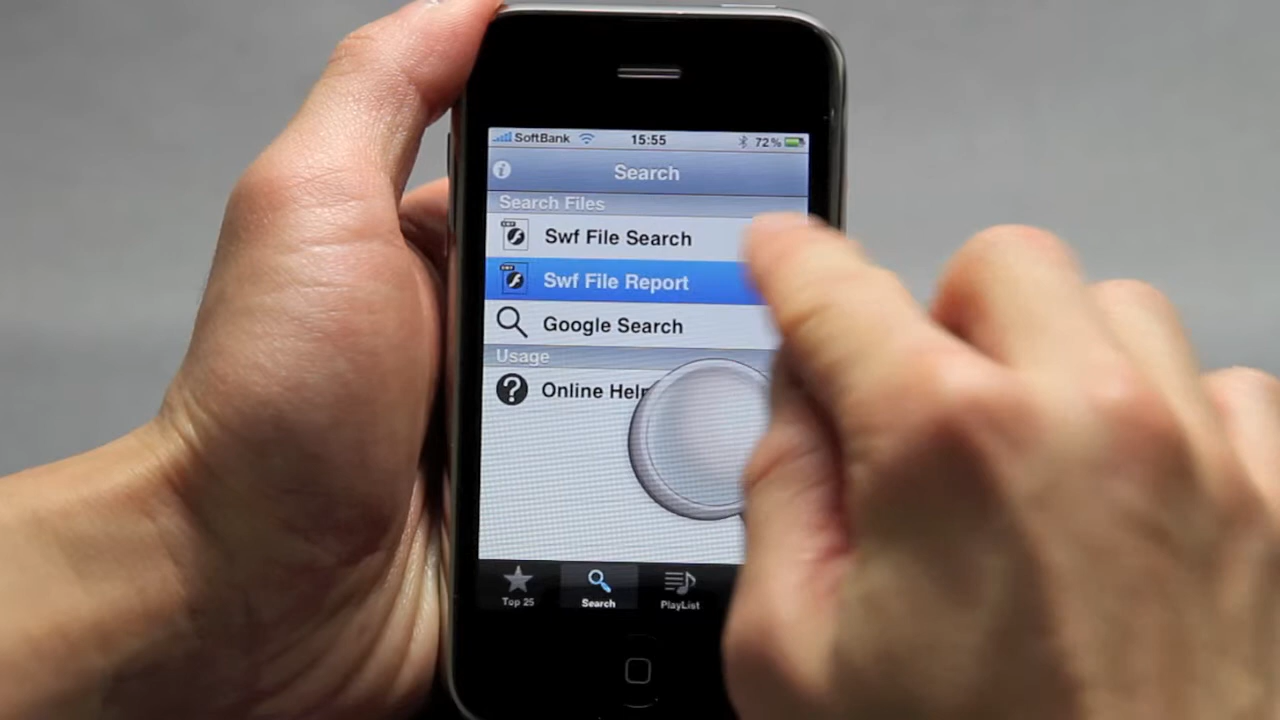 SoftBank 15:55 72%
Search
Search Files
Swf File Search
Swf File Report
Google Search
Usage
Online Help
Top 25 Search PlayList